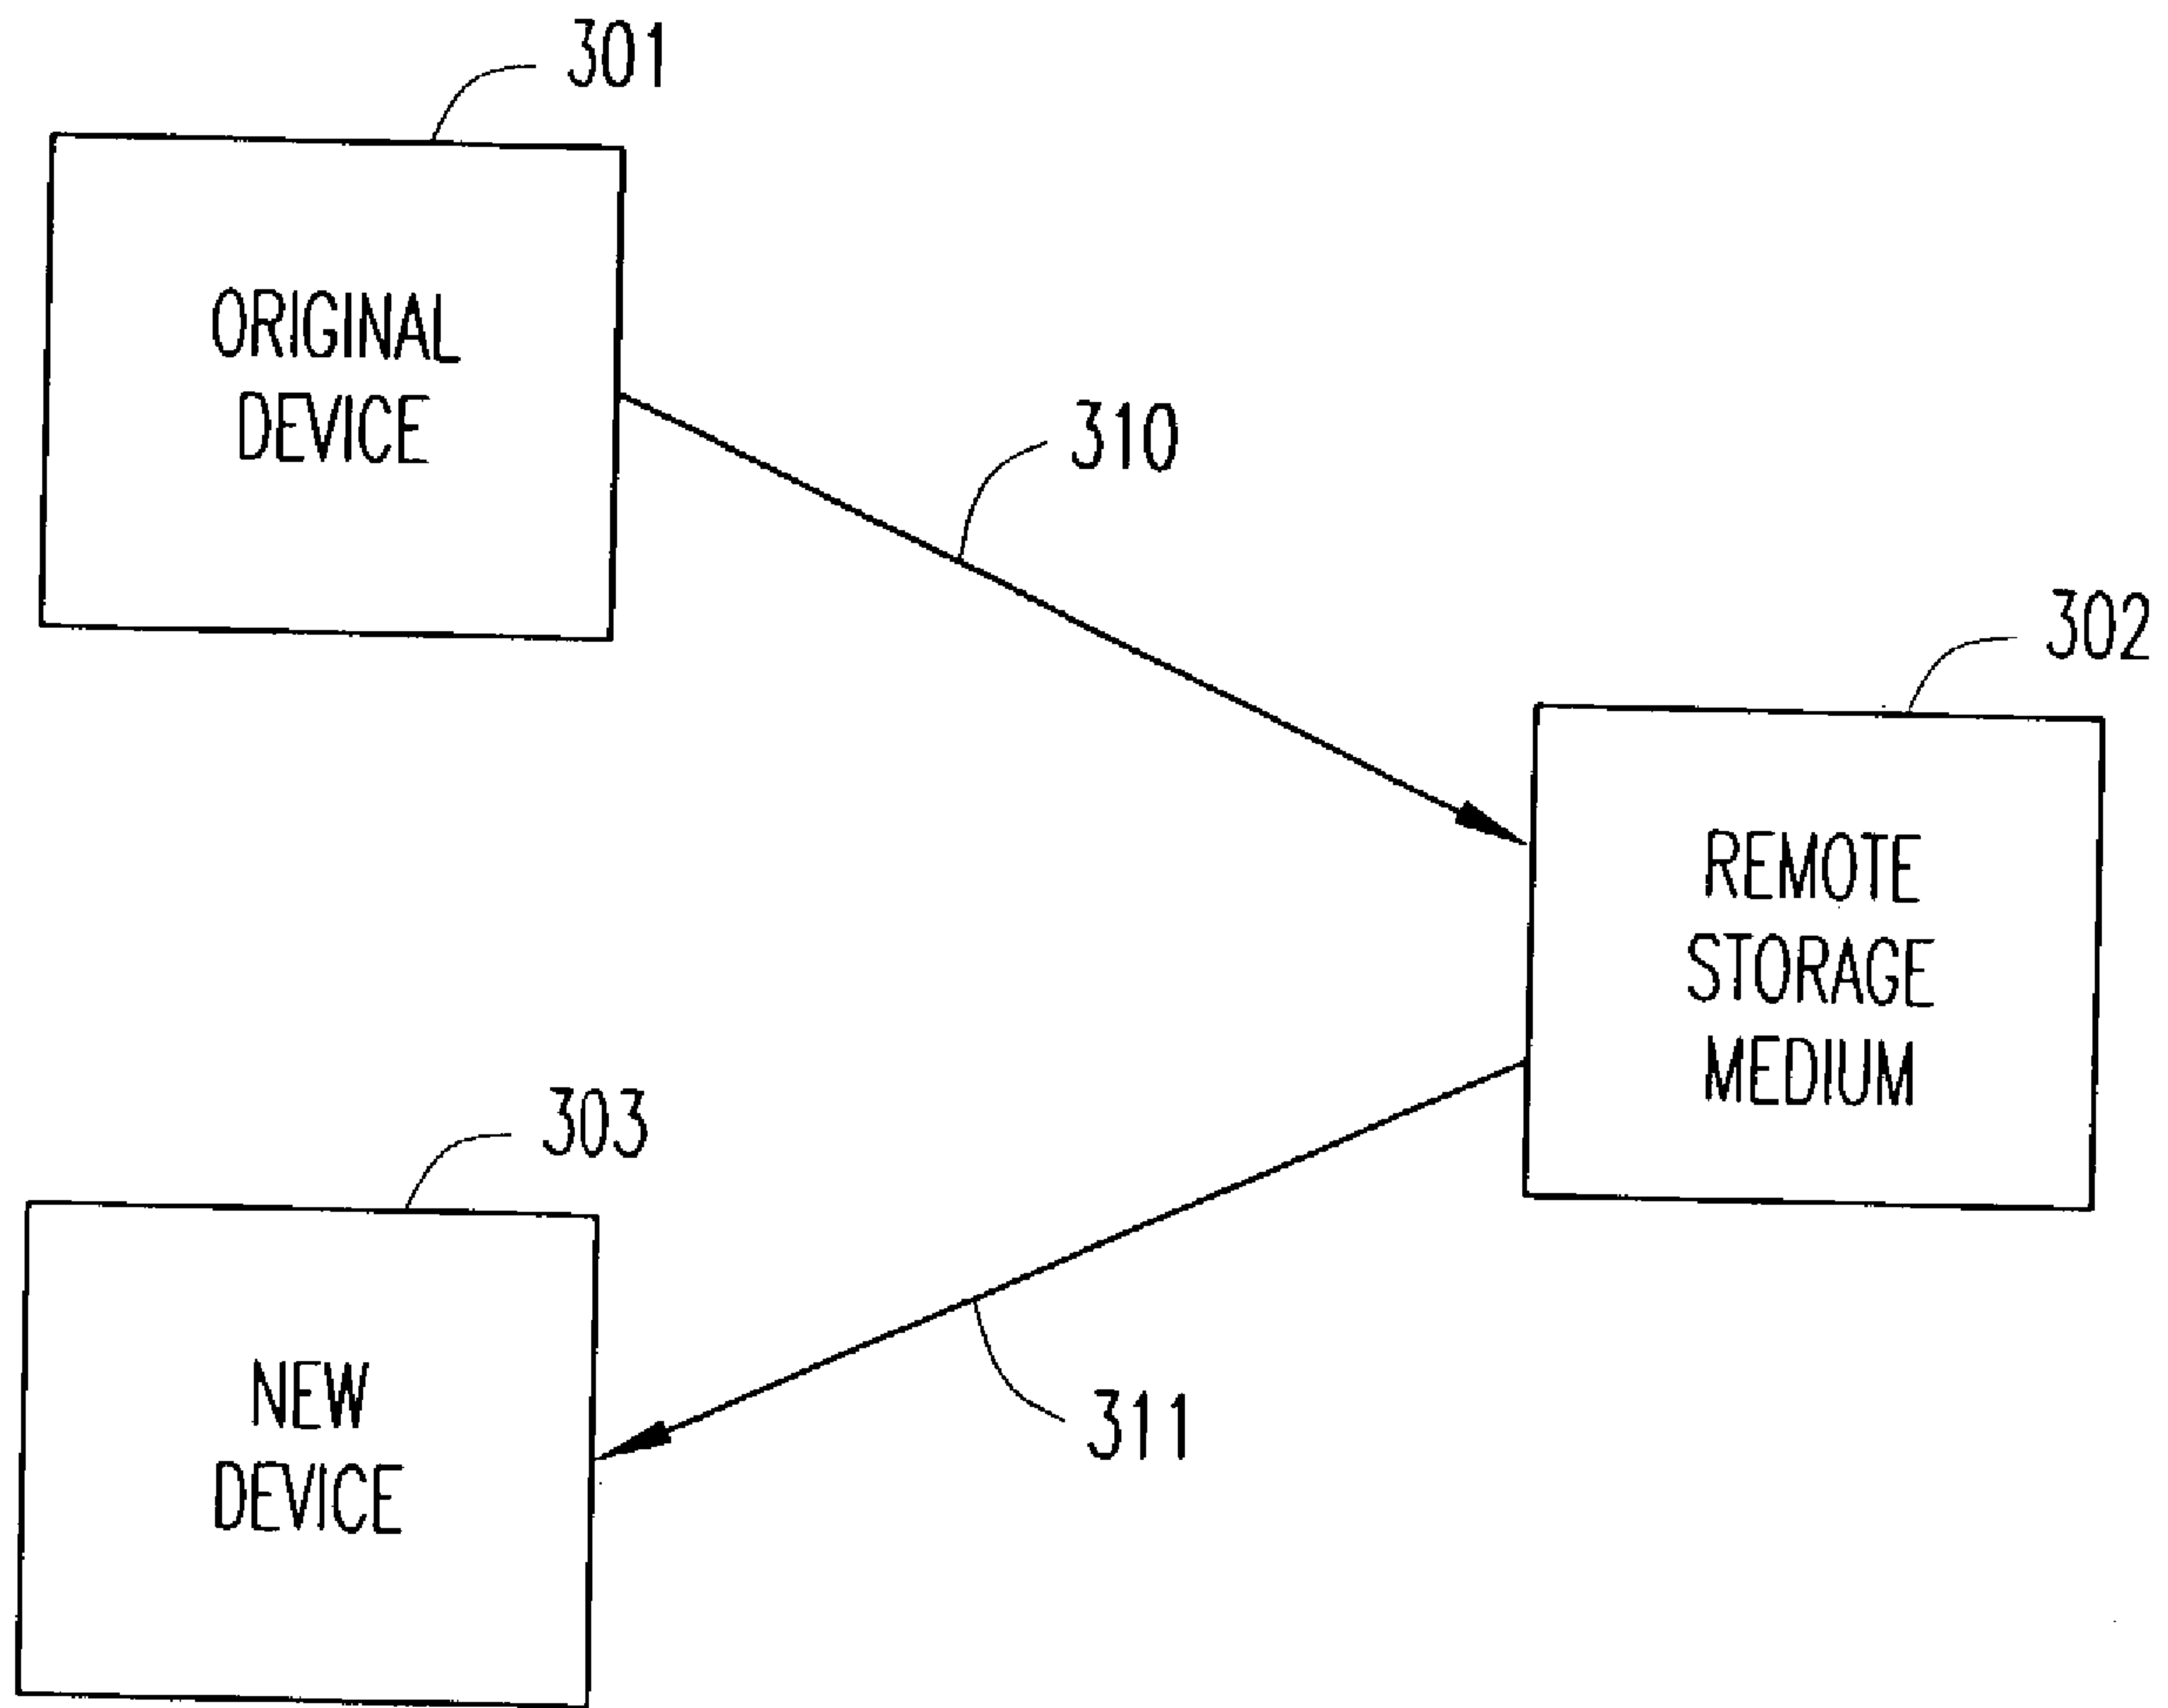 301
ORIGINAL
DEVICE
310
302
REMOTE
STORAGE
MEDIUM
303
NEW
DEVICE
311